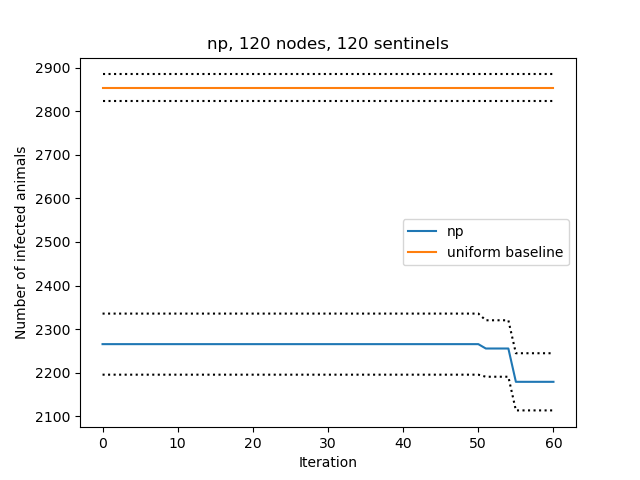 np, 120 nodes, 120 sentinels
2900
2800
2700
2600
2500
2400
2300
2200
2100
Number of infected animals
np
uniform baseline
0 10 20 30 40 50 60
Iteration